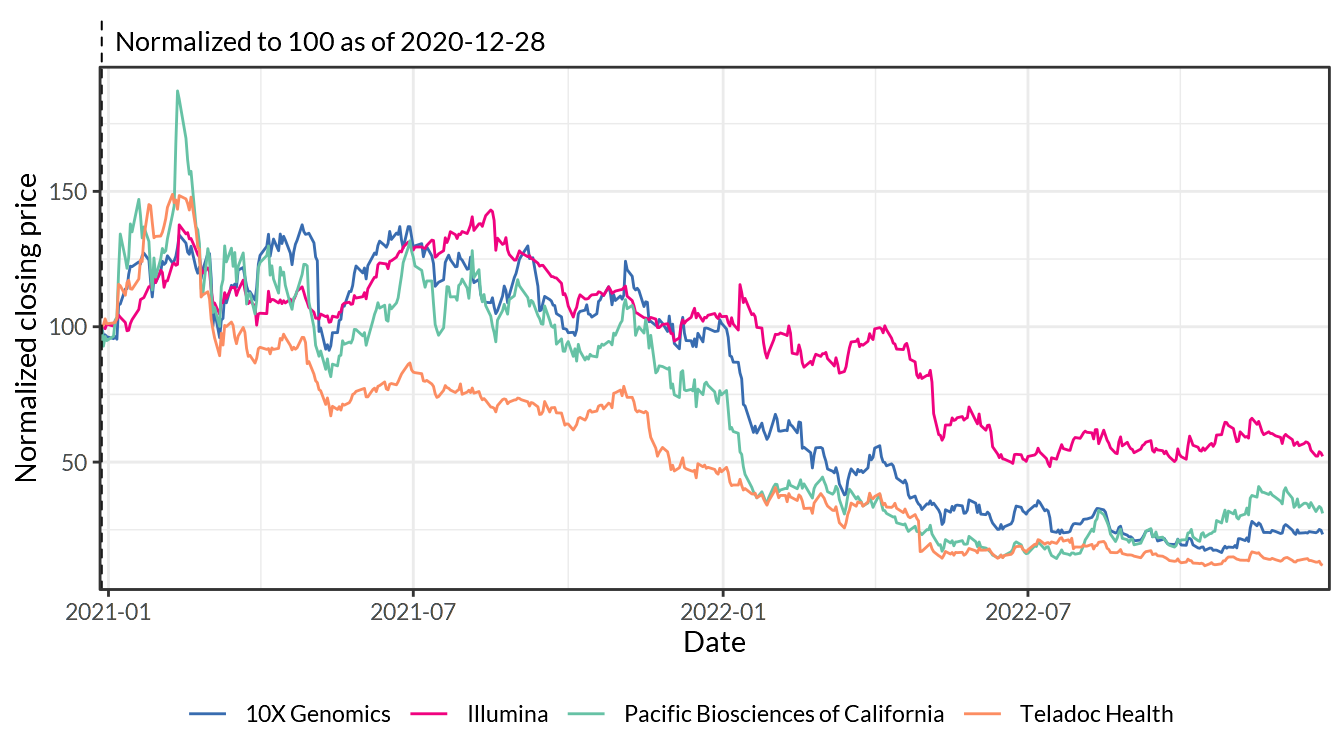 Normalized to 100 as of 2020-12-28
Normalized closing price
150
100
50
2021-01 2021-07 2022-01 2022-07
Date
10X Genomics Illumina Pacific Biosciences of California Teladoc Health